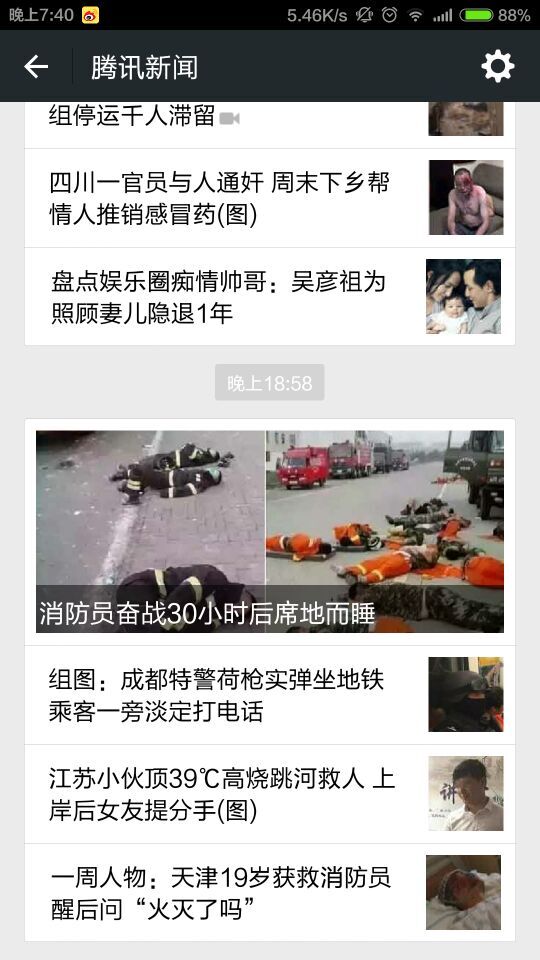 晚上7:40
5.46K/s
88%
腾讯新闻
组停运千人滞留
四川一官员与人通奸 周末下乡帮
情人推销感冒药(图)
盘点娱乐圈痴情帅哥：吴彦祖为
照顾妻儿隐退1年
晚上18:58
消防员奋战30小时后席地而睡
组图：成都特警荷枪实弹坐地铁
乘客一旁淡定打电话
江苏小伙顶39℃高烧跳河救人 上
岸后女友提分手(图)
讲
一周人物：天津19岁获救消防员
醒后问“火灭了吗”